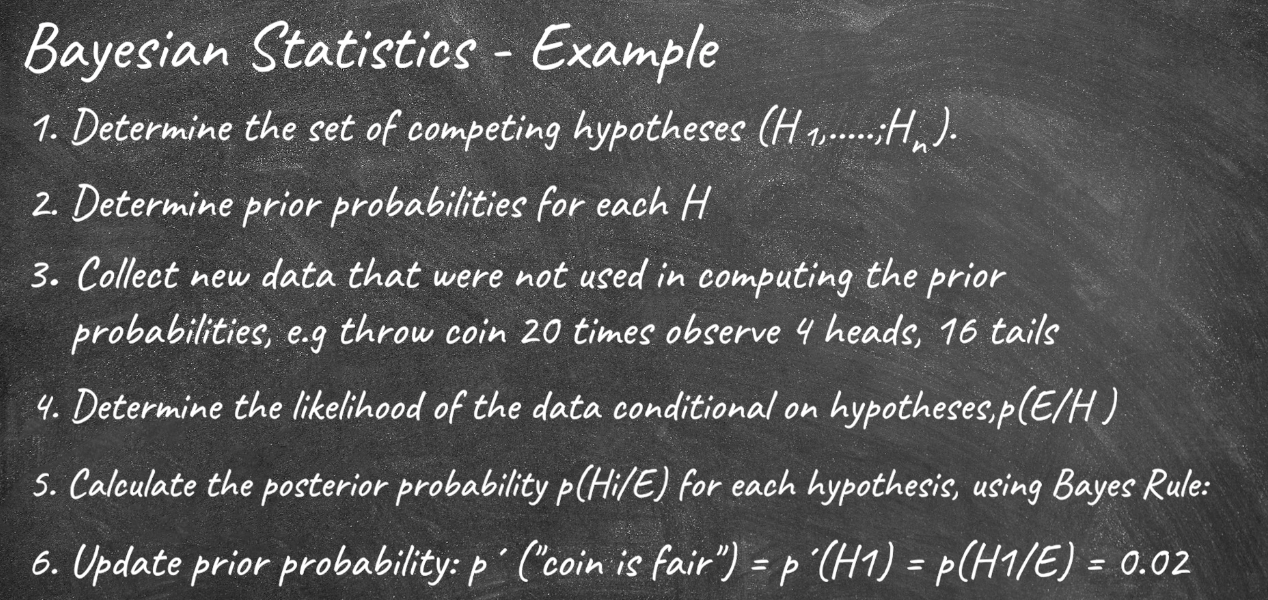 Bayesian Statistics - Example
1. Determine the set of competing hypotheses (H 1,.....;Hn).
2. Determine prior probabilities for each H
3. Collect new data that were not used in computing the prior
probabilities, e.g throw coin 20 times observe 4 heads, 16 tails
4. Determine the likelihood of the data conditional on hypotheses,p(E/H )
5. Calculate the posterior probability p(Hi/E) for each hypothesis, using Bayes Rule:
6. Update prior probability: p´ ("coin is fair") = p´(H1) = p(H1/E) = 0.02